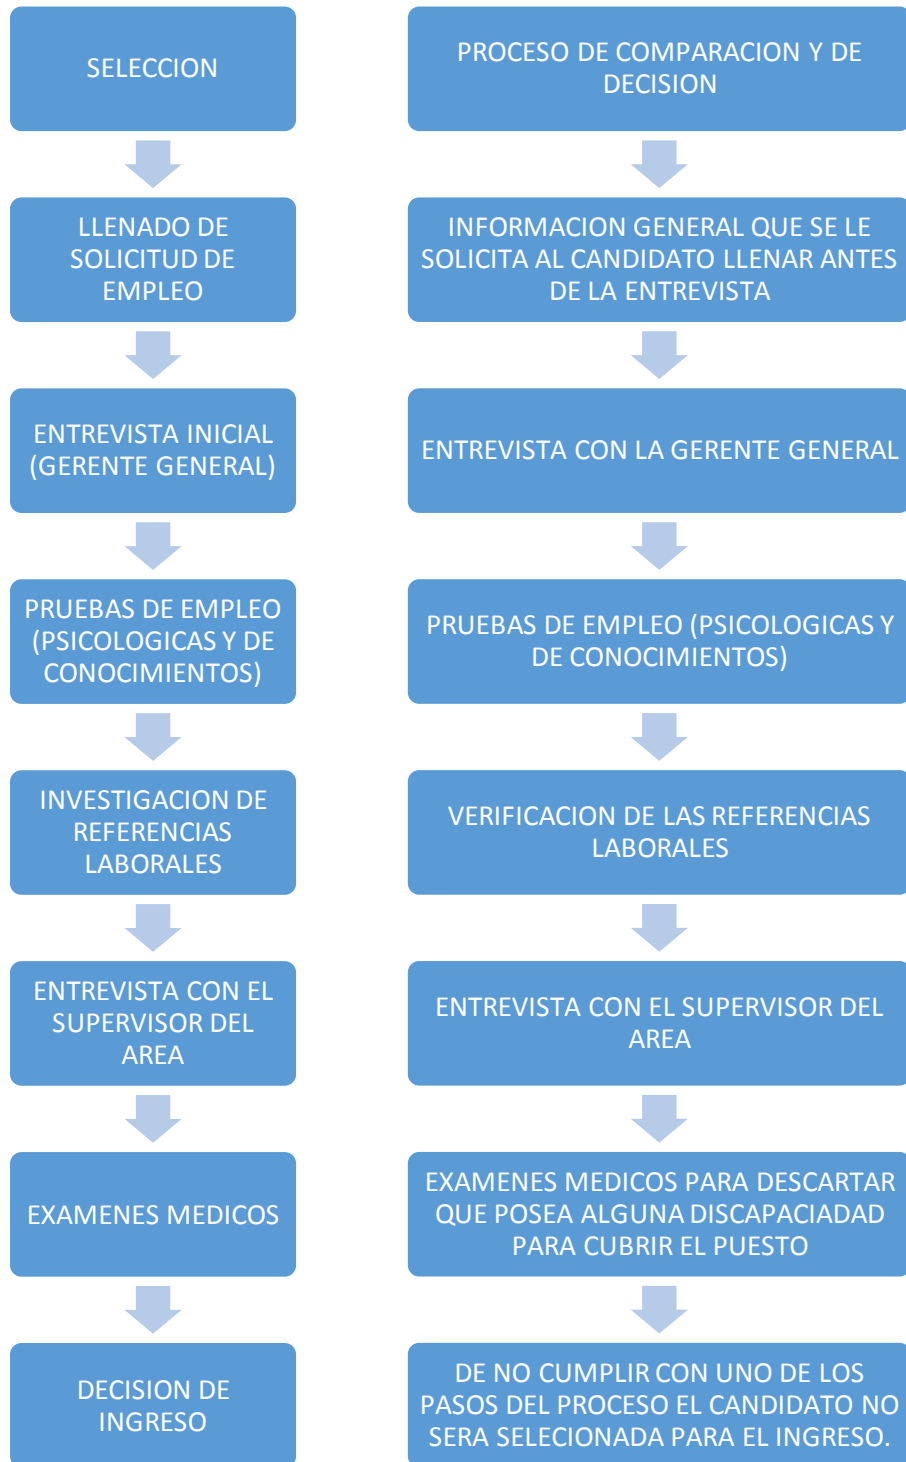 SELECCION
PROCESO DE COMPARACION Y DE
DECISION
LLENADO DE
SOLICITUD DE
EMPLEO
INFORMACION GENERAL QUE SE LE
SOLICITA AL CANDIDATO LLENAR ANTES
DE LA ENTREVISTA
ENTREVISTA INICIAL
(GERENTE GENERAL)
ENTREVISTA CON LA GERENTE GENERAL
PRUEBAS DE EMPLEO
(PSICOLOGICAS Y DE
CONOCIMIENTOS)
PRUEBAS DE EMPLEO (PSICOLOGICAS Y
DE CONOCIMIENTOS)
INVESTIGACION DE
REFERENCIAS
LABORALES
VERIFICACION DE LAS REFERENCIAS
LABORALES
ENTREVISTA CON EL
SUPERVISOR DEL
AREA
ENTREVISTA CON EL SUPERVISOR DEL
AREA
EXAMENES MEDICOS
EXAMENES MEDICOS PARA DESCARTAR
QUE POSEA ALGUNA DISCAPACIADAD
PARA CUBRIR EL PUESTO
DECISION DE
INGRESO
DE NO CUMPLIR CON UNO DE LOS
PASOS DEL PROCESO EL CANDIDATO NO
SERA SELECIONADA PARA EL INGRESO.